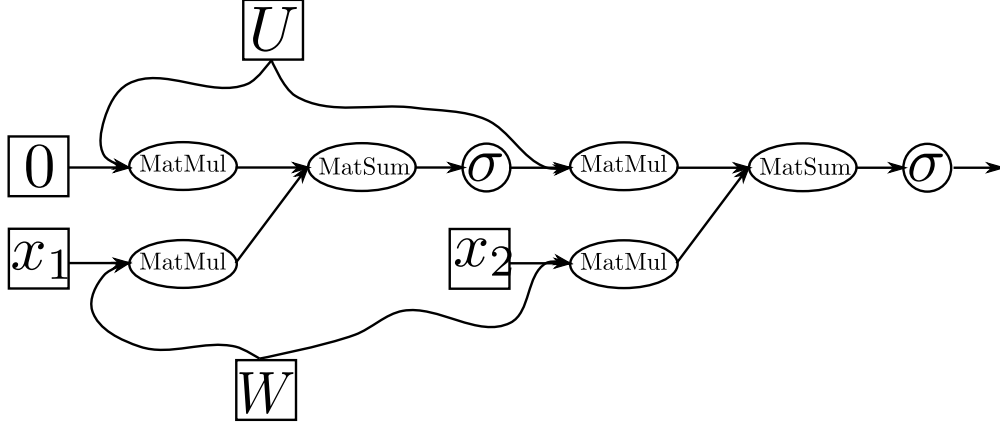 U
0 MatMul MatSum σ MatMul MatSum σ
x₁ MatMul x₂ MatMul
W